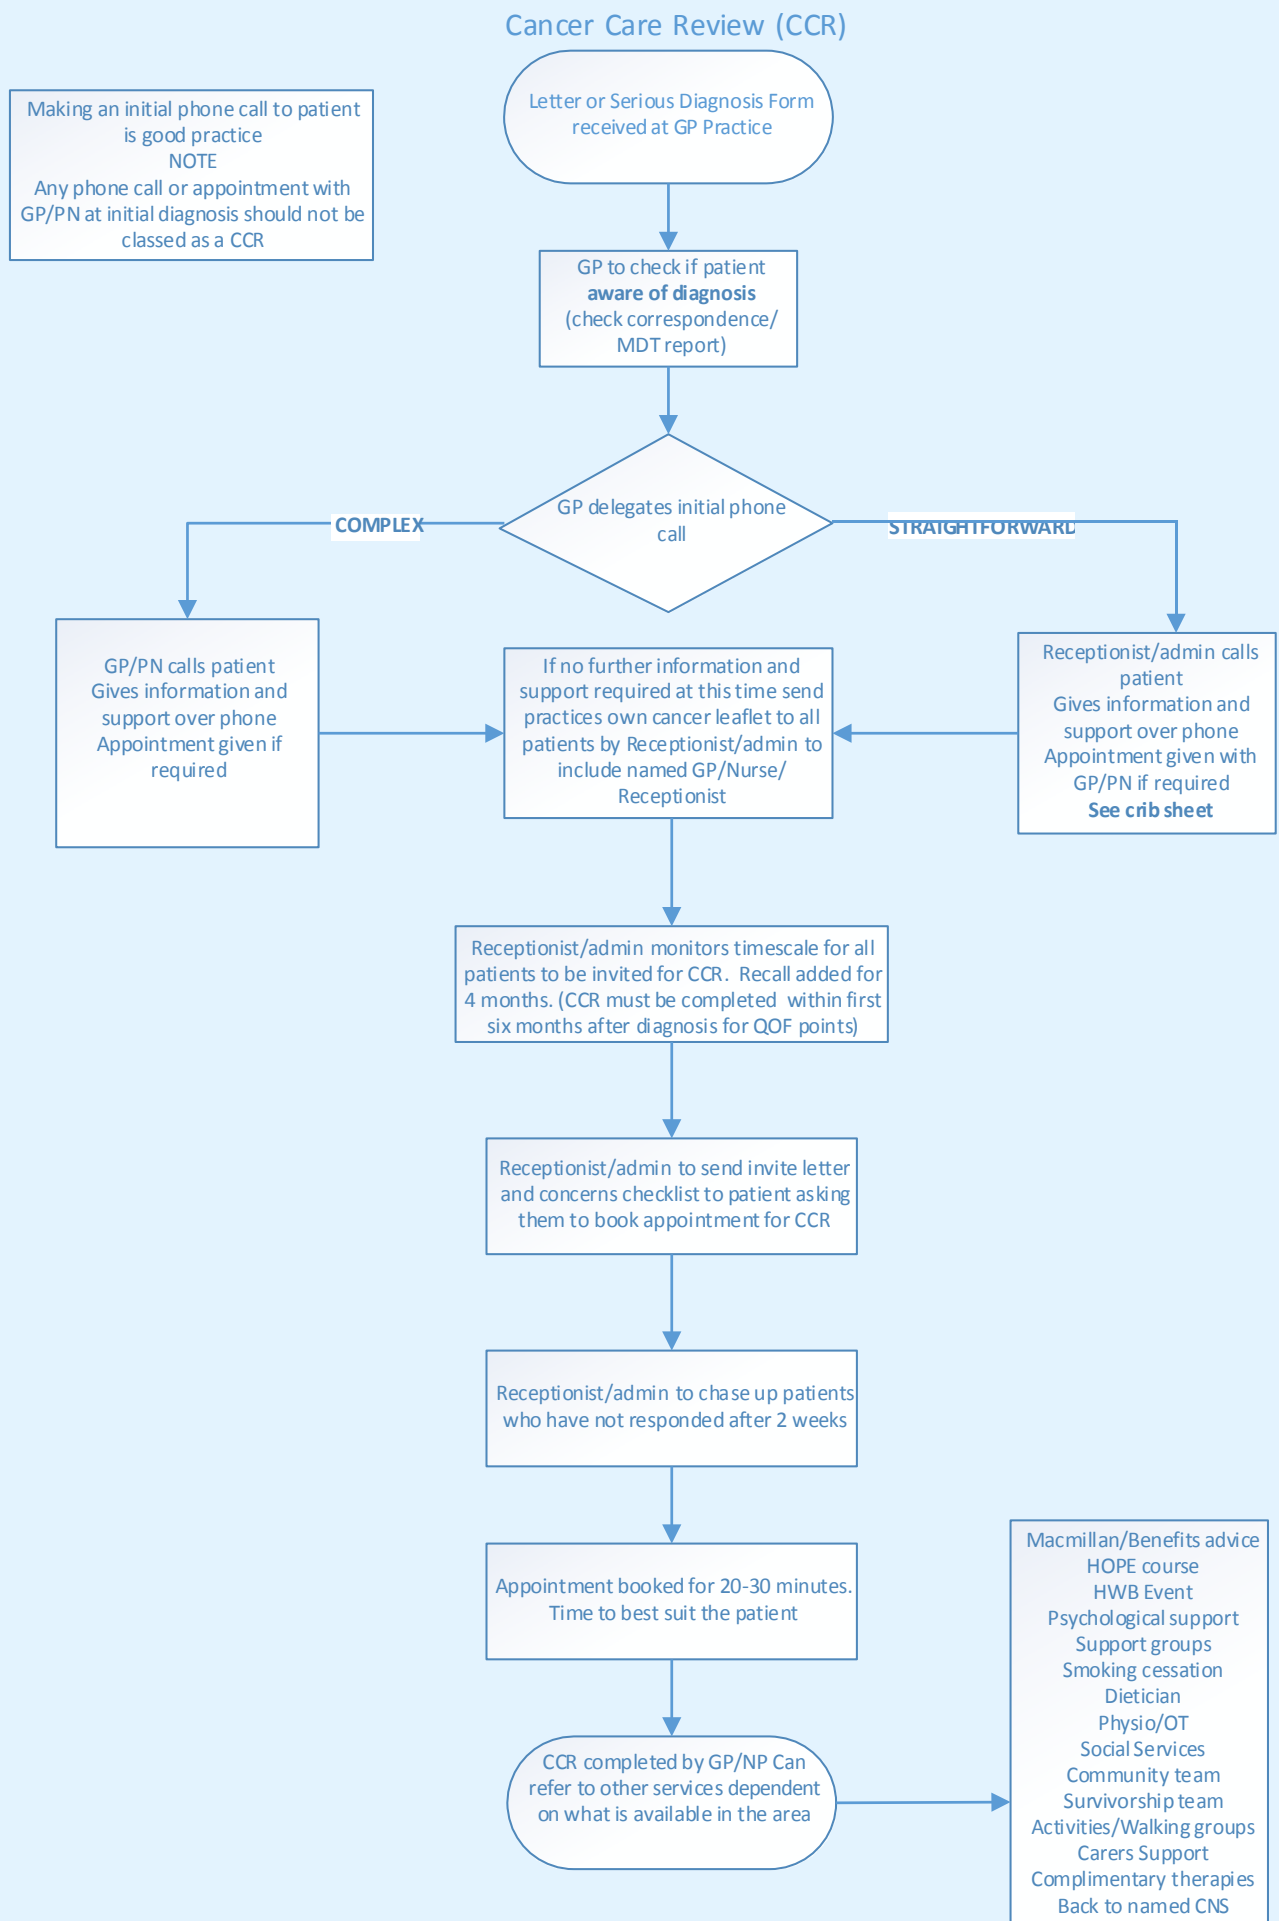 Cancer Care Review (CCR)
Letter or Serious Diagnosis Form
received at GP Practice
Making an initial phone call to patient
is good practice
NOTE
Any phone call or appointment with
GP/PN at initial diagnosis should not be
classed as a CCR
GP to check if patient
aware of diagnosis
(check correspondence/
MDT report)
GP delegates initial phone
call
COMPLEX
STRAIGHTFORWARD
GP/PN calls patient
Gives information and
support over phone
Appointment given if
required
If no further information and
support required at this time send
practices own cancer leaflet to all
patients by Receptionist/admin to
include named GP/Nurse/
Receptionist
Receptionist/admin calls
patient
Gives information and
support over phone
Appointment given with
GP/PN if required
See crib sheet
Receptionist/admin monitors timescale for all
patients to be invited for CCR. Recall added for
4 months. (CCR must be completed within first
six months after diagnosis for QOF points)
Receptionist/admin to send invite letter
and concerns checklist to patient asking
them to book appointment for CCR
Receptionist/admin to chase up patients
who have not responded after 2 weeks
Appointment booked for 20-30 minutes.
Time to best suit the patient
CCR completed by GP/NP Can
refer to other services dependent
on what is available in the area
Macmillan/Benefits advice
HOPE course
HWB Event
Psychological support
Support groups
Smoking cessation
Dietician
Physio/OT
Social Services
Community team
Survivorship team
Activities/Walking groups
Carers Support
Complimentary therapies
Back to named CNS